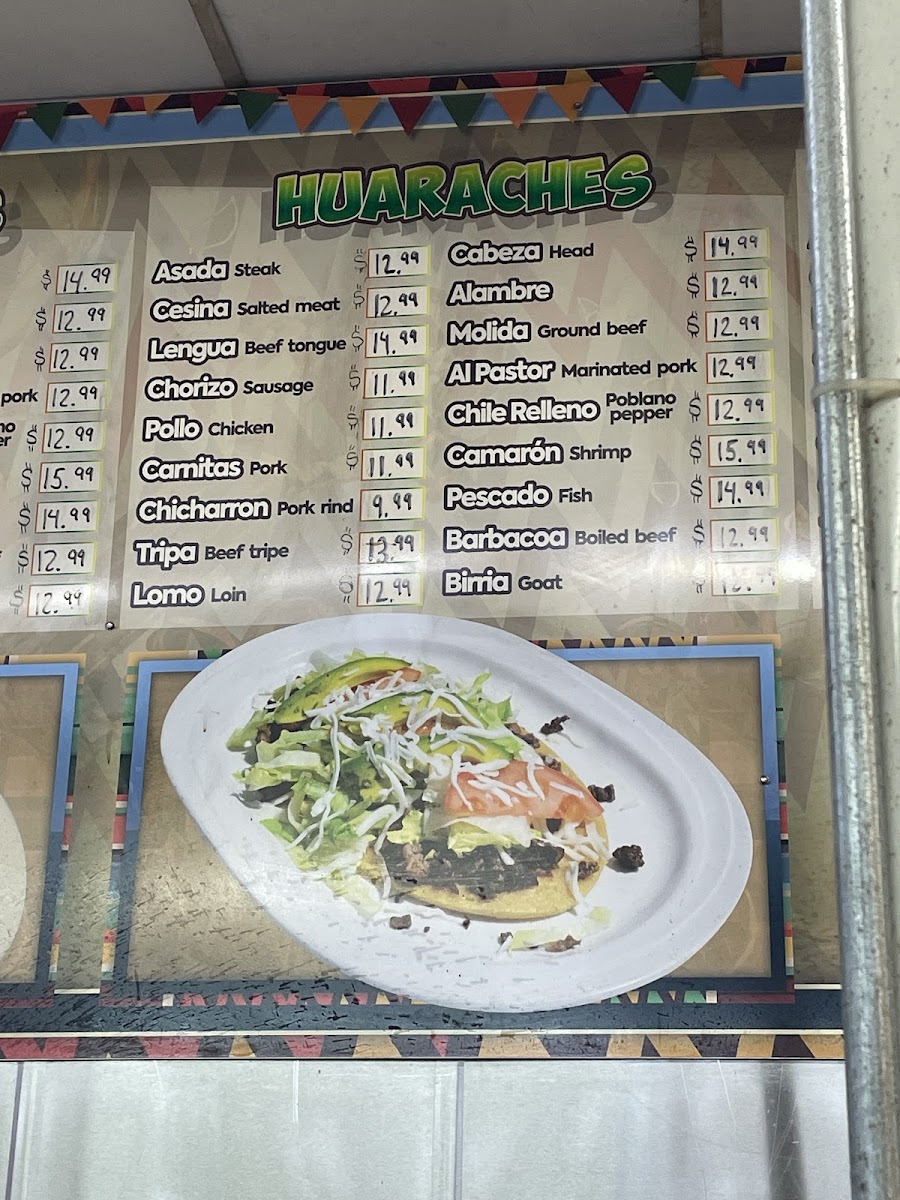 HUARACHES
$ 14.99
$ 12.99
$ 12.99
pork 12.99
$ 12.99
$ 15.99
$ 14.99
$ 12.99
$ 12.99
Asada Steak $ 12.99
Cesina Salted meat $ 12.99
Lengua Beef tongue $ 14.99
Chorizo Sausage $ 11.99
Pollo Chicken $ 11.99
Carnitas Pork $ 11.99
Chicharron Pork rind 9.99
Tripa Beef tripe $ 13.99
Lomo Loin $ 12.99
Cabeza Head $ 14.99
Alambre $ 12.99
Molida Ground beef $ 12.99
Al Pastor Marinated pork 12.99
Chile Relleno Poblano pepper $ 12.99
Camarón Shrimp $ 15.99
Pescado Fish $ 14.99
Barbacoa Boiled beef $ 12.99
Birria Goat $